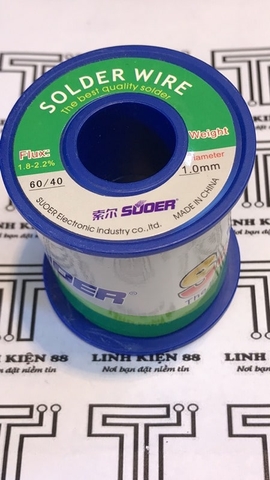 SOLDER WIRE
The best quality solder
Flux:
1.8-2.2%
60/40
Weight
Diameter
1.0mm
索尔 SUOER
SUOER Electronic industry co.,ltd.
MADE IN CHINA
LINH KIỆN 88
Nơi bạn đặt niềm tin
LINH KIỆN 88
Nơi bạn đặt niềm tin